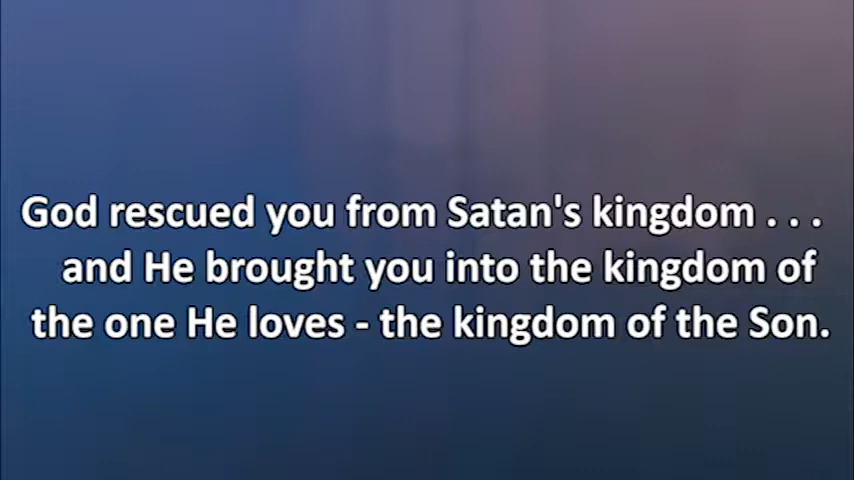 God rescued you from Satan's kingdom . . .
and He brought you into the kingdom of
the one He loves - the kingdom of the Son.